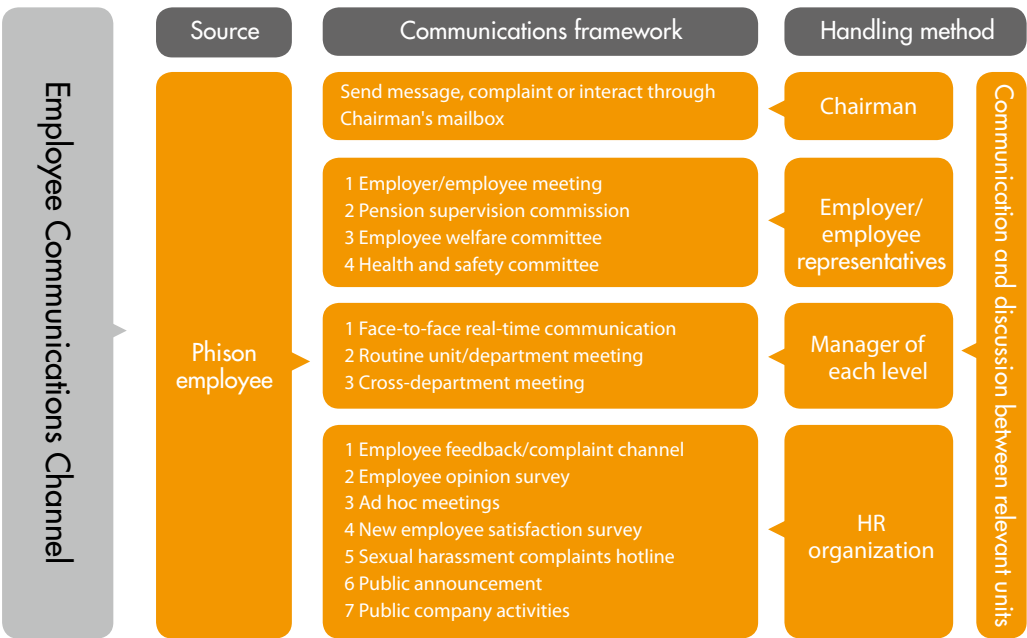 Employee Communications Channel
Source
Communications framework
Handling method
Phison
employee
Send message, complaint or interact through
Chairman's mailbox
Chairman
1 Employer/employee meeting
2 Pension supervision commission
3 Employee welfare committee
4 Health and safety committee
Employer/
employee
representatives
1 Face-to-face real-time communication
2 Routine unit/department meeting
3 Cross-department meeting
Manager of
each level
1 Employee feedback/complaint channel
2 Employee opinion survey
3 Ad hoc meetings
4 New employee satisfaction survey
5 Sexual harassment complaints hotline
6 Public announcement
7 Public company activities
HR
organization
Communication and discussion between relevant units